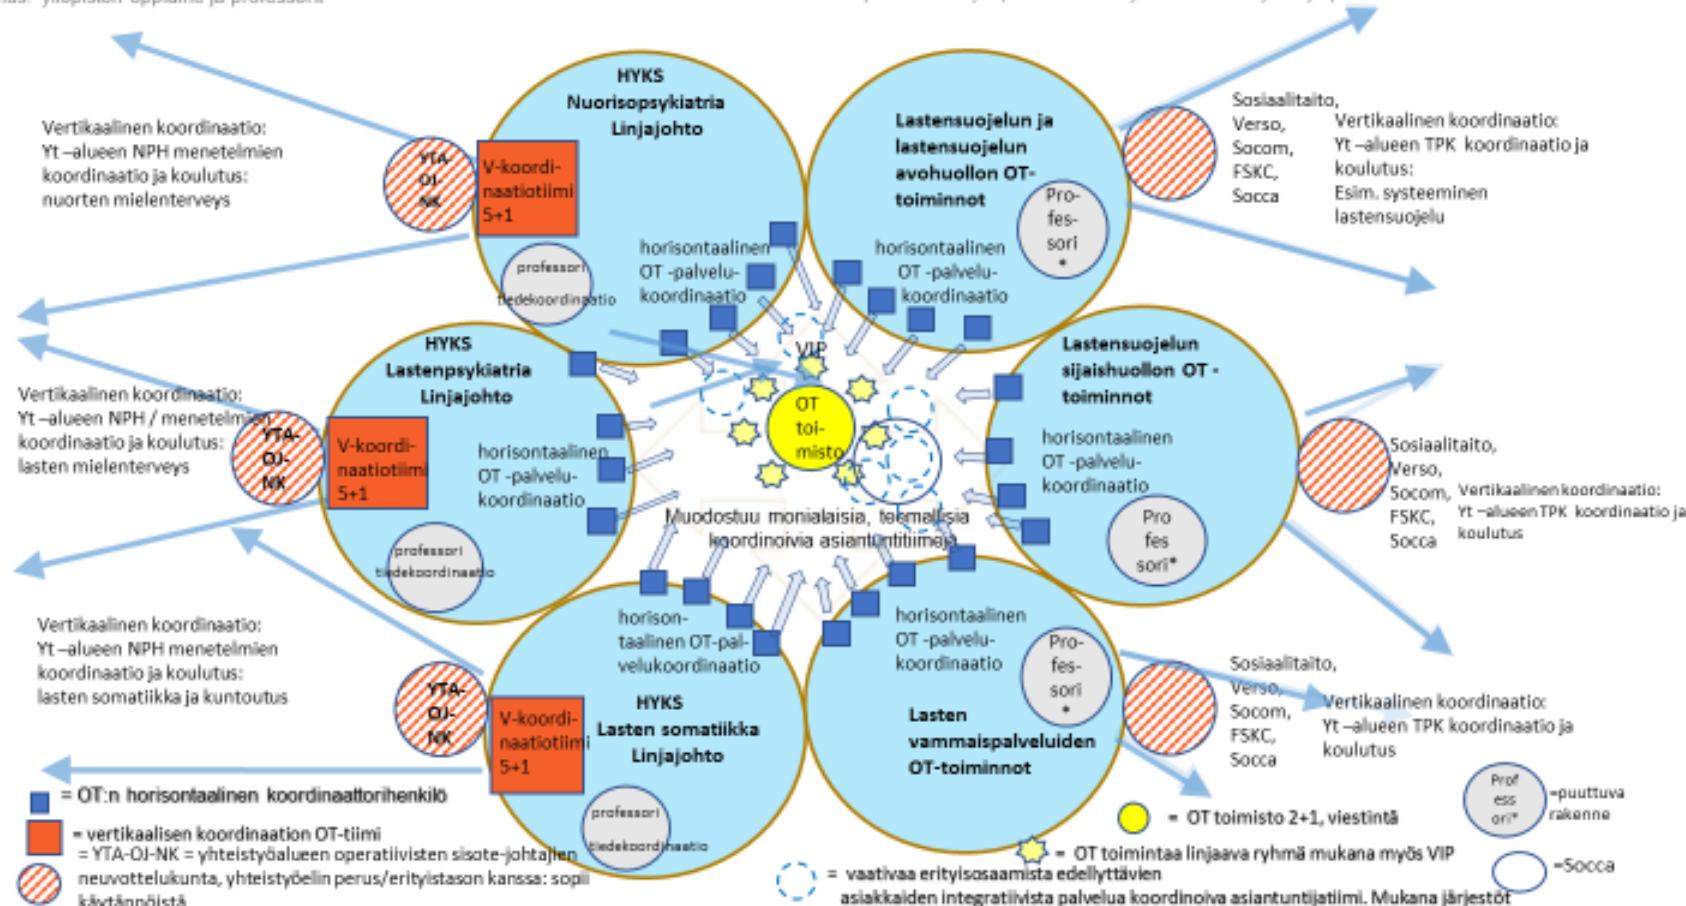 yliopiston oppiaine ja professorit
Vertikaalinen koordinaatio:
Yt –alueen NPH menetelmien
koordinaatio ja koulutus:
nuorten mielenterveys
YTA-
OJ-
NK
HYKS
Nuorisopsykiatria
Linjajohto
V-koordi-
naatiotiimi
5+1
professori
tiedekoordinaatio
horisontaalinen
OT -palvelu-
koordinaatio
Lastensuojelun ja
lastensuojelun
avohuollon OT-
toiminnot
Pro-
fes-
sori
*
horisontaalinen
OT -palvelu-
koordinaatio
Sosiaalitaito,
Verso,
Socom,
FSKC,
Socca
Vertikaalinen koordinaatio:
Yt –alueen TPK koordinaatio ja
koulutus:
Esim. systeeminen
lastensuojelu
Vertikaalinen koordinaatio:
Yt –alueen NPH / menetelmien
koordinaatio ja koulutus:
lasten mielenterveys
YTA-
OJ-
NK
HYKS
Lastenpsykiatria
Linjajohto
V-koordi-
naatiotiimi
5+1
horisontaalinen
OT -palvelu-
koordinaatio
professori
tiedekoordinaatio
VIP
OT
toi-
misto
Muodostuu monialaisia, teemallisia
koordinoivia asiantuntitiimejä
Lastensuojelun
sijaishuollon OT -
toiminnot
horisontaalinen
OT -palvelu-
koordinaatio
Pro
fes
sori*
Sosiaalitaito,
Verso,
Socom,
FSKC,
Socca
Vertikaalinen koordinaatio:
Yt –alueen TPK koordinaatio ja
koulutus
Vertikaalinen koordinaatio:
Yt –alueen NPH menetelmien
koordinaatio ja koulutus:
lasten somatiikka ja kuntoutus
YTA-
OJ-
NK
horison-
taalinen OT-pal-
velukoordinaatio
HYKS
Lasten somatiikka
Linjajohto
V-koordi-
naatiotiimi
5+1
professori
tiedekoordinaatio
horisontaalinen
OT -palvelu-
koordinaatio
Pro-
fes-
sori
*
Lasten
vammaispalveluiden
OT-toiminnot
Sosiaalitaito,
Verso,
Socom,
FSKC,
Socca
Vertikaalinen koordinaatio:
Yt –alueen TPK koordinaatio ja
koulutus
= OT:n horisontaalinen koordinaattorihenkilö
= vertikaalisen koordinaation OT-tiimi
= YTA-OJ-NK = yhteistyöalueen operatiivisten sisote-johtajien
neuvottelukunta, yhteistyöelin perus/erityistason kanssa: sopii
käytännöistä
= OT toimisto 2+1, viestintä
= OT toimintaa linjaava ryhmä mukana myös VIP
= vaativaa erityisosaamista edellyttävien
asiakkaiden integratiivista palvelua koordinoiva asiantuntijatiimi. Mukana järjestöt
Prof
ess
ori*
=puuttuva
rakenne
=Socca